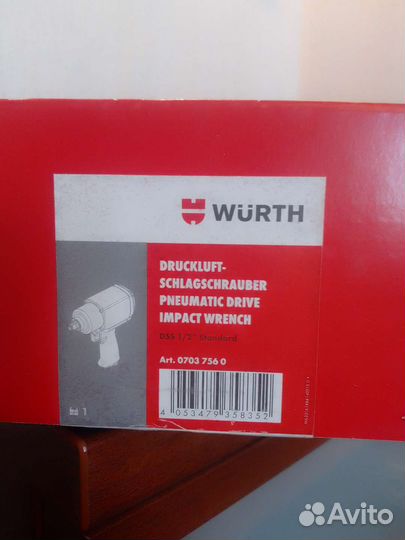 WÜRTH
DRUCKLUFT-
SCHLAGSCHRAUBER
PNEUMATIC DRIVE
IMPACT WRENCH
DSS 1/2" Standard
Art. 0703 756 0
1
4 053479 358352
Avito